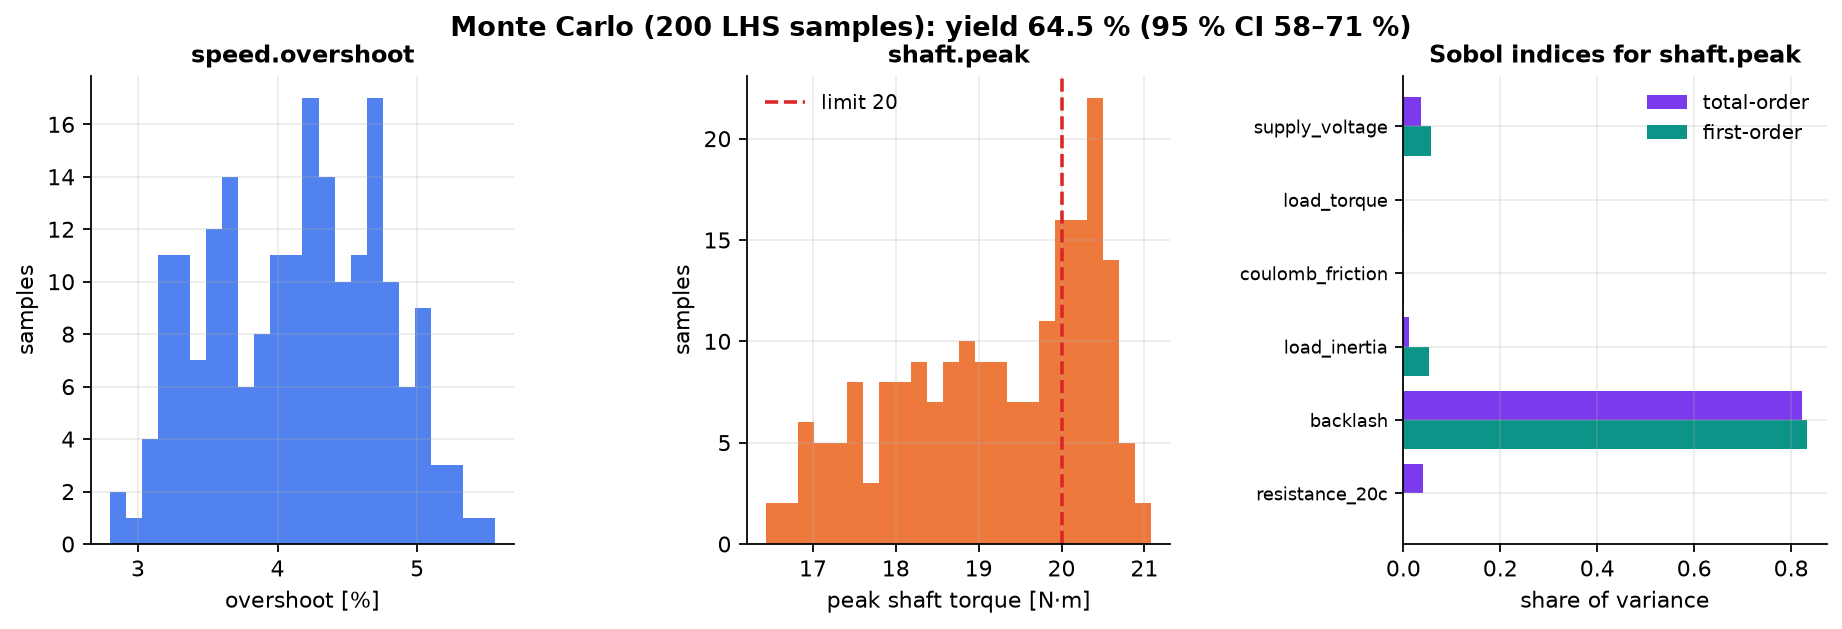 Monte Carlo (200 LHS samples): yield 64.5 % (95 % CI 58–71 %)
speed.overshoot
16
14
12
10
8
6
4
2
0
samples
3 4 5
overshoot [%]
shaft.peak
limit 20
20
15
10
5
0
samples
17 18 19 20 21
peak shaft torque [N·m]
Sobol indices for shaft.peak
total-order
first-order
supply_voltage
load_torque
coulomb_friction
load_inertia
backlash
resistance_20c
0.0 0.2 0.4 0.6 0.8
share of variance